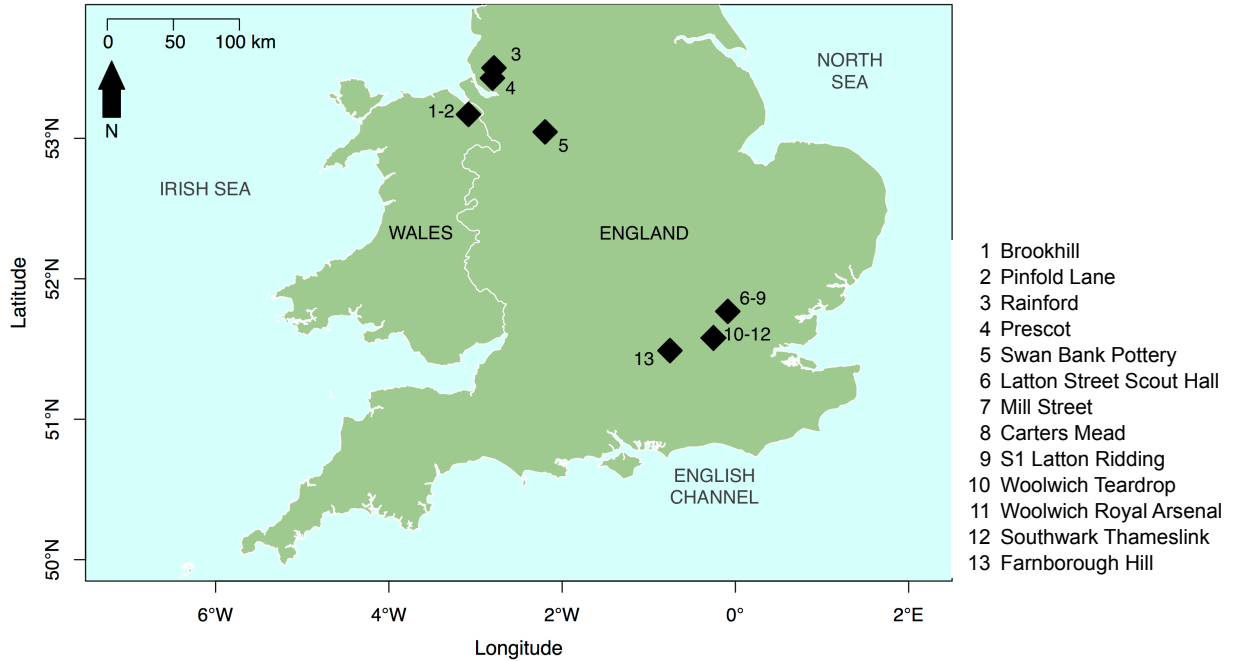 0 50 100 km
N
NORTH
SEA
3
4
1-2
5
IRISH SEA
WALES
ENGLAND
6-9
10-12
13
ENGLISH
CHANNEL
53°N
52°N
51°N
50°N
Latitude
6°W 4°W 2°W 0° 2°E
Longitude
1 Brookhill
2 Pinfold Lane
3 Rainford
4 Prescot
5 Swan Bank Pottery
6 Latton Street Scout Hall
7 Mill Street
8 Carters Mead
9 S1 Latton Ridding
10 Woolwich Teardrop
11 Woolwich Royal Arsenal
12 Southwark Thameslink
13 Farnborough Hill